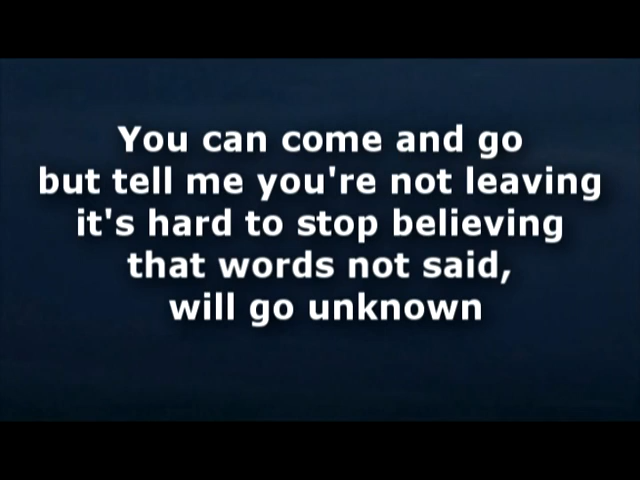 You can come and go
but tell me you're not leaving
it's hard to stop believing
that words not said,
will go unknown